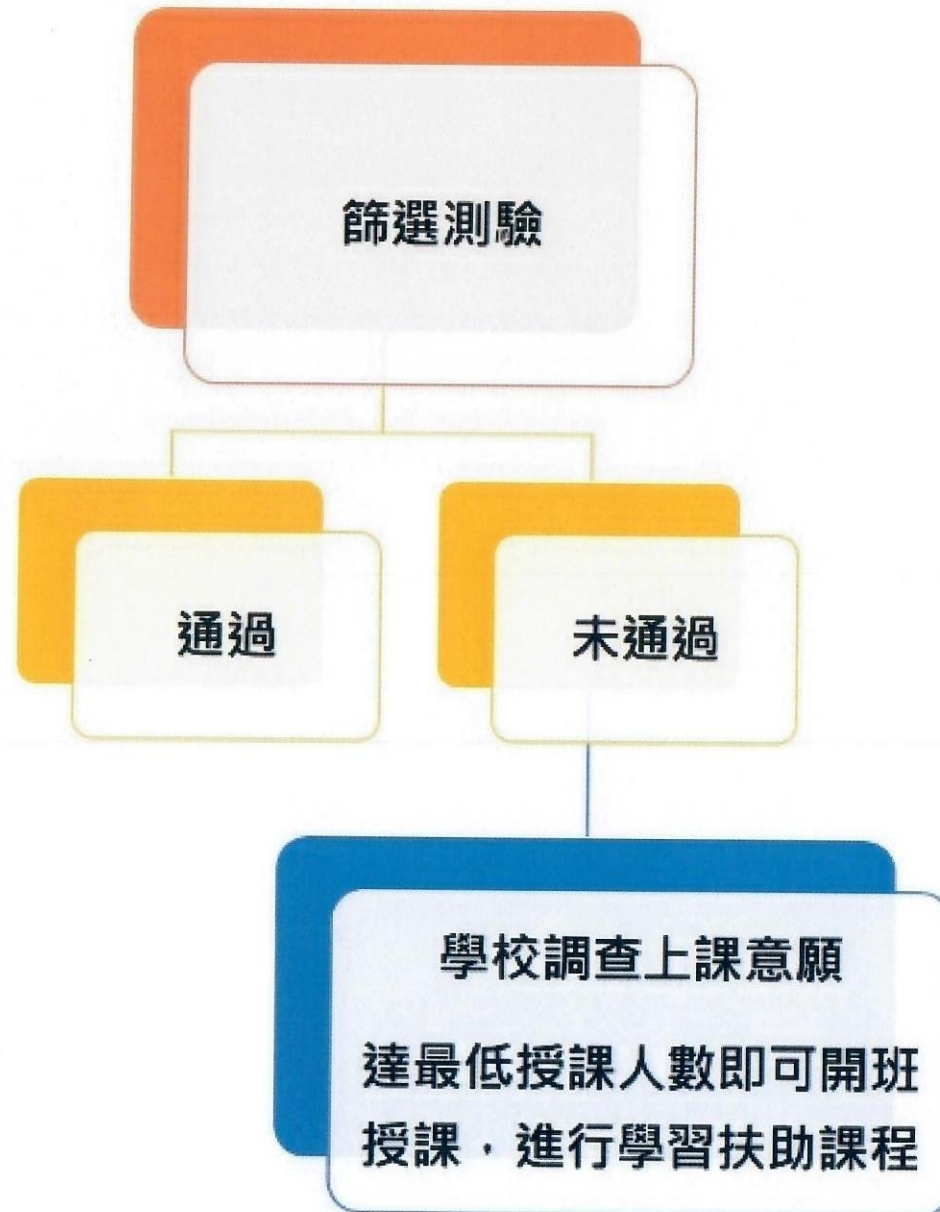 篩選測驗
通過
未通過
學校調查上課意願
達最低授課人數即可開班
授課，進行學習扶助課程